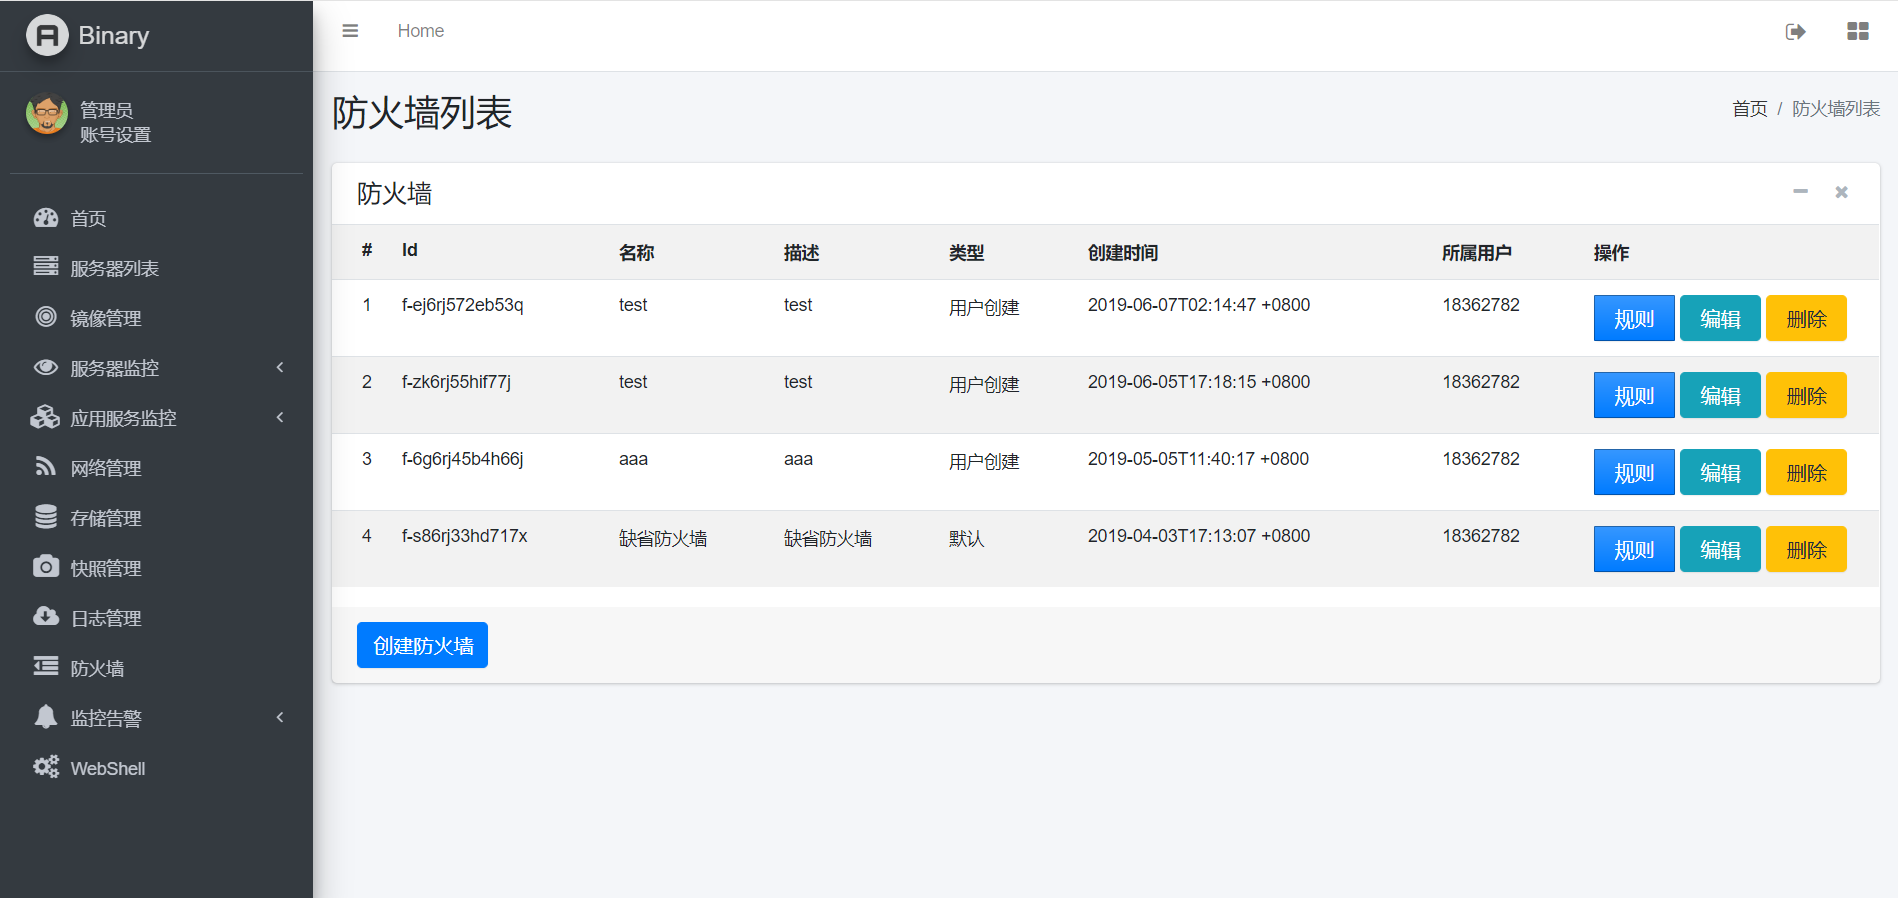 Binary
Home
管理员
账号设置
首页
服务器列表
镜像管理
服务器监控
应用服务监控
网络管理
存储管理
快照管理
日志管理
防火墙
监控告警
WebShell
防火墙列表
首页 / 防火墙列表
防火墙
# Id 名称 描述 类型 创建时间 所属用户 操作
1 f-ej6rj572eb53q test test 用户创建 2019-06-07T02:14:47 +0800 18362782 规则 编辑 删除
2 f-zk6rj55hif77j test test 用户创建 2019-06-05T17:18:15 +0800 18362782 规则 编辑 删除
3 f-6g6rj45b4h66j aaa aaa 用户创建 2019-05-05T11:40:17 +0800 18362782 规则 编辑 删除
4 f-s86rj33hd717x 缺省防火墙 缺省防火墙 默认 2019-04-03T17:13:07 +0800 18362782 规则 编辑 删除
创建防火墙